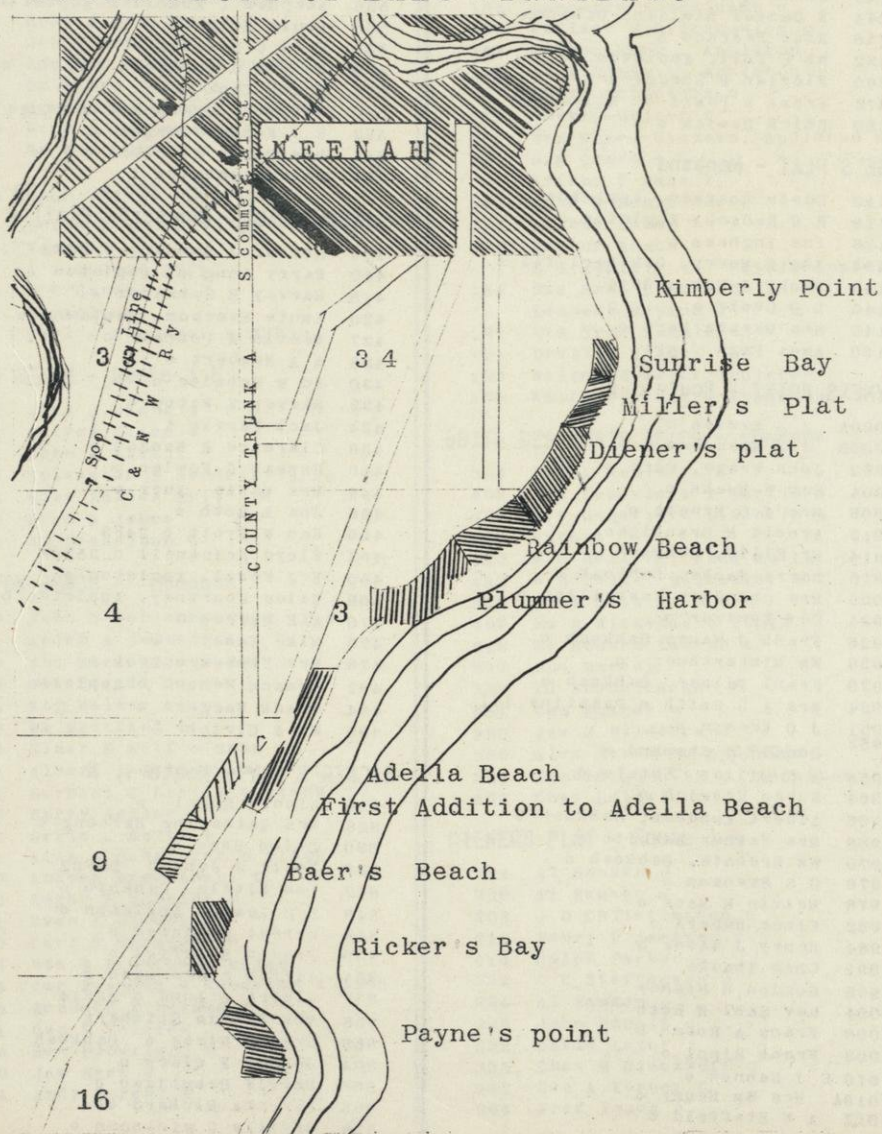 NEENAH
S commercial St
Kimberly Point
33
34
Soo Line
C & N W Ry
COUNTY TRUNK A
Sunrise Bay
Miller's Plat
Diener's plat
Rainbow Beach
Plummer's Harbor
4
3
Adella Beach
First Addition to Adella Beach
9
Baer's Beach
Ricker s Bay
Payne's point
16